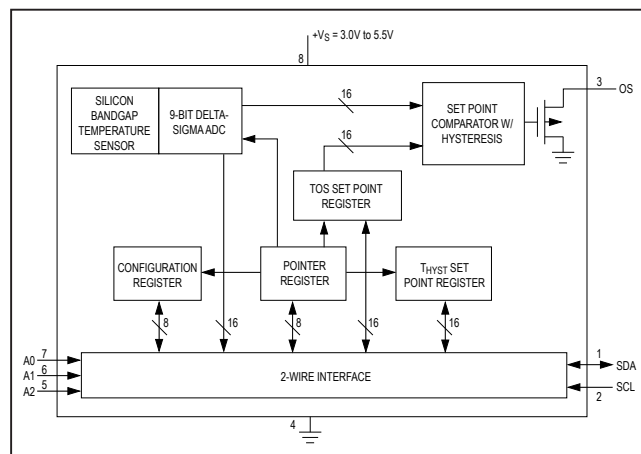 +VS = 3.0V to 5.5V
8
SILICON
BANDGAP
TEMPERATURE
SENSOR
9-BIT DELTA-
SIGMA ADC
16
16
SET POINT
COMPARATOR W/
HYSTERESIS
3
OS
TOS SET POINT
REGISTER
CONFIGURATION
REGISTER
POINTER
REGISTER
THYST SET
POINT REGISTER
8
16
8
16
16
A0
7
A1
6
A2
5
2-WIRE INTERFACE
1
SDA
SCL
2
4